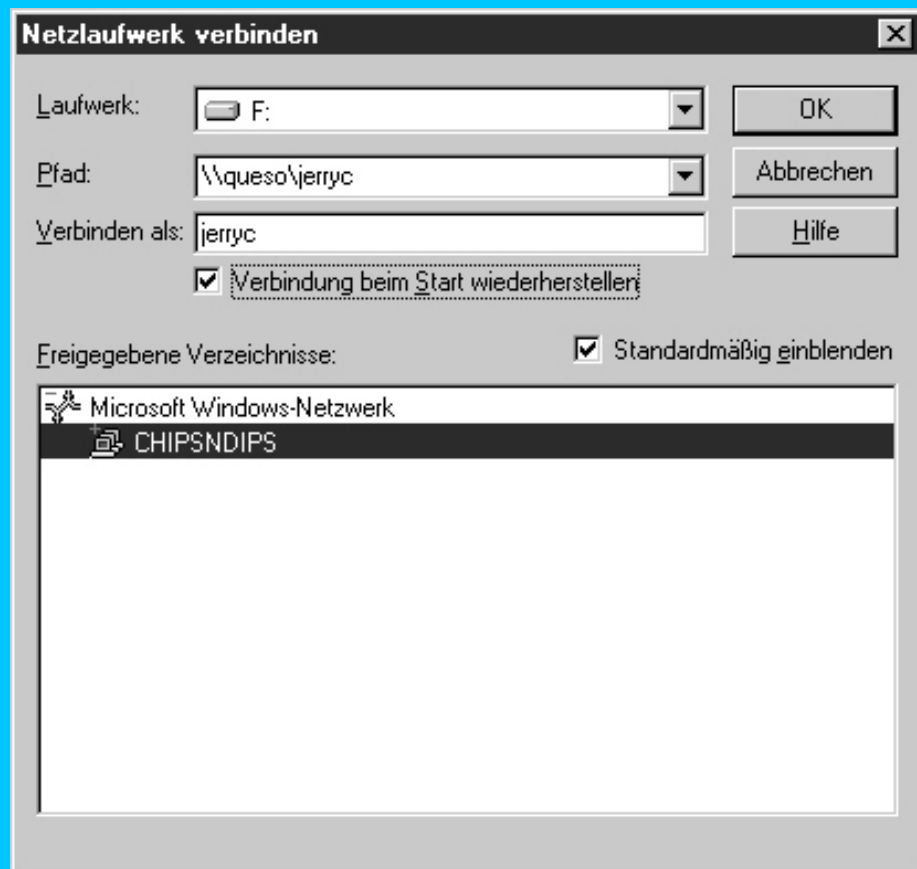 Netzlaufwerk verbinden
Laufwerk: F: OK
Pfad: \\queso\jerryc Abbrechen
Verbinden als: jerryc Hilfe
Verbindung beim Start wiederherstellen
Freigegebene Verzeichnisse: Standardmäßig einblenden
Microsoft Windows-Netzwerk
CHIPSNDIPS